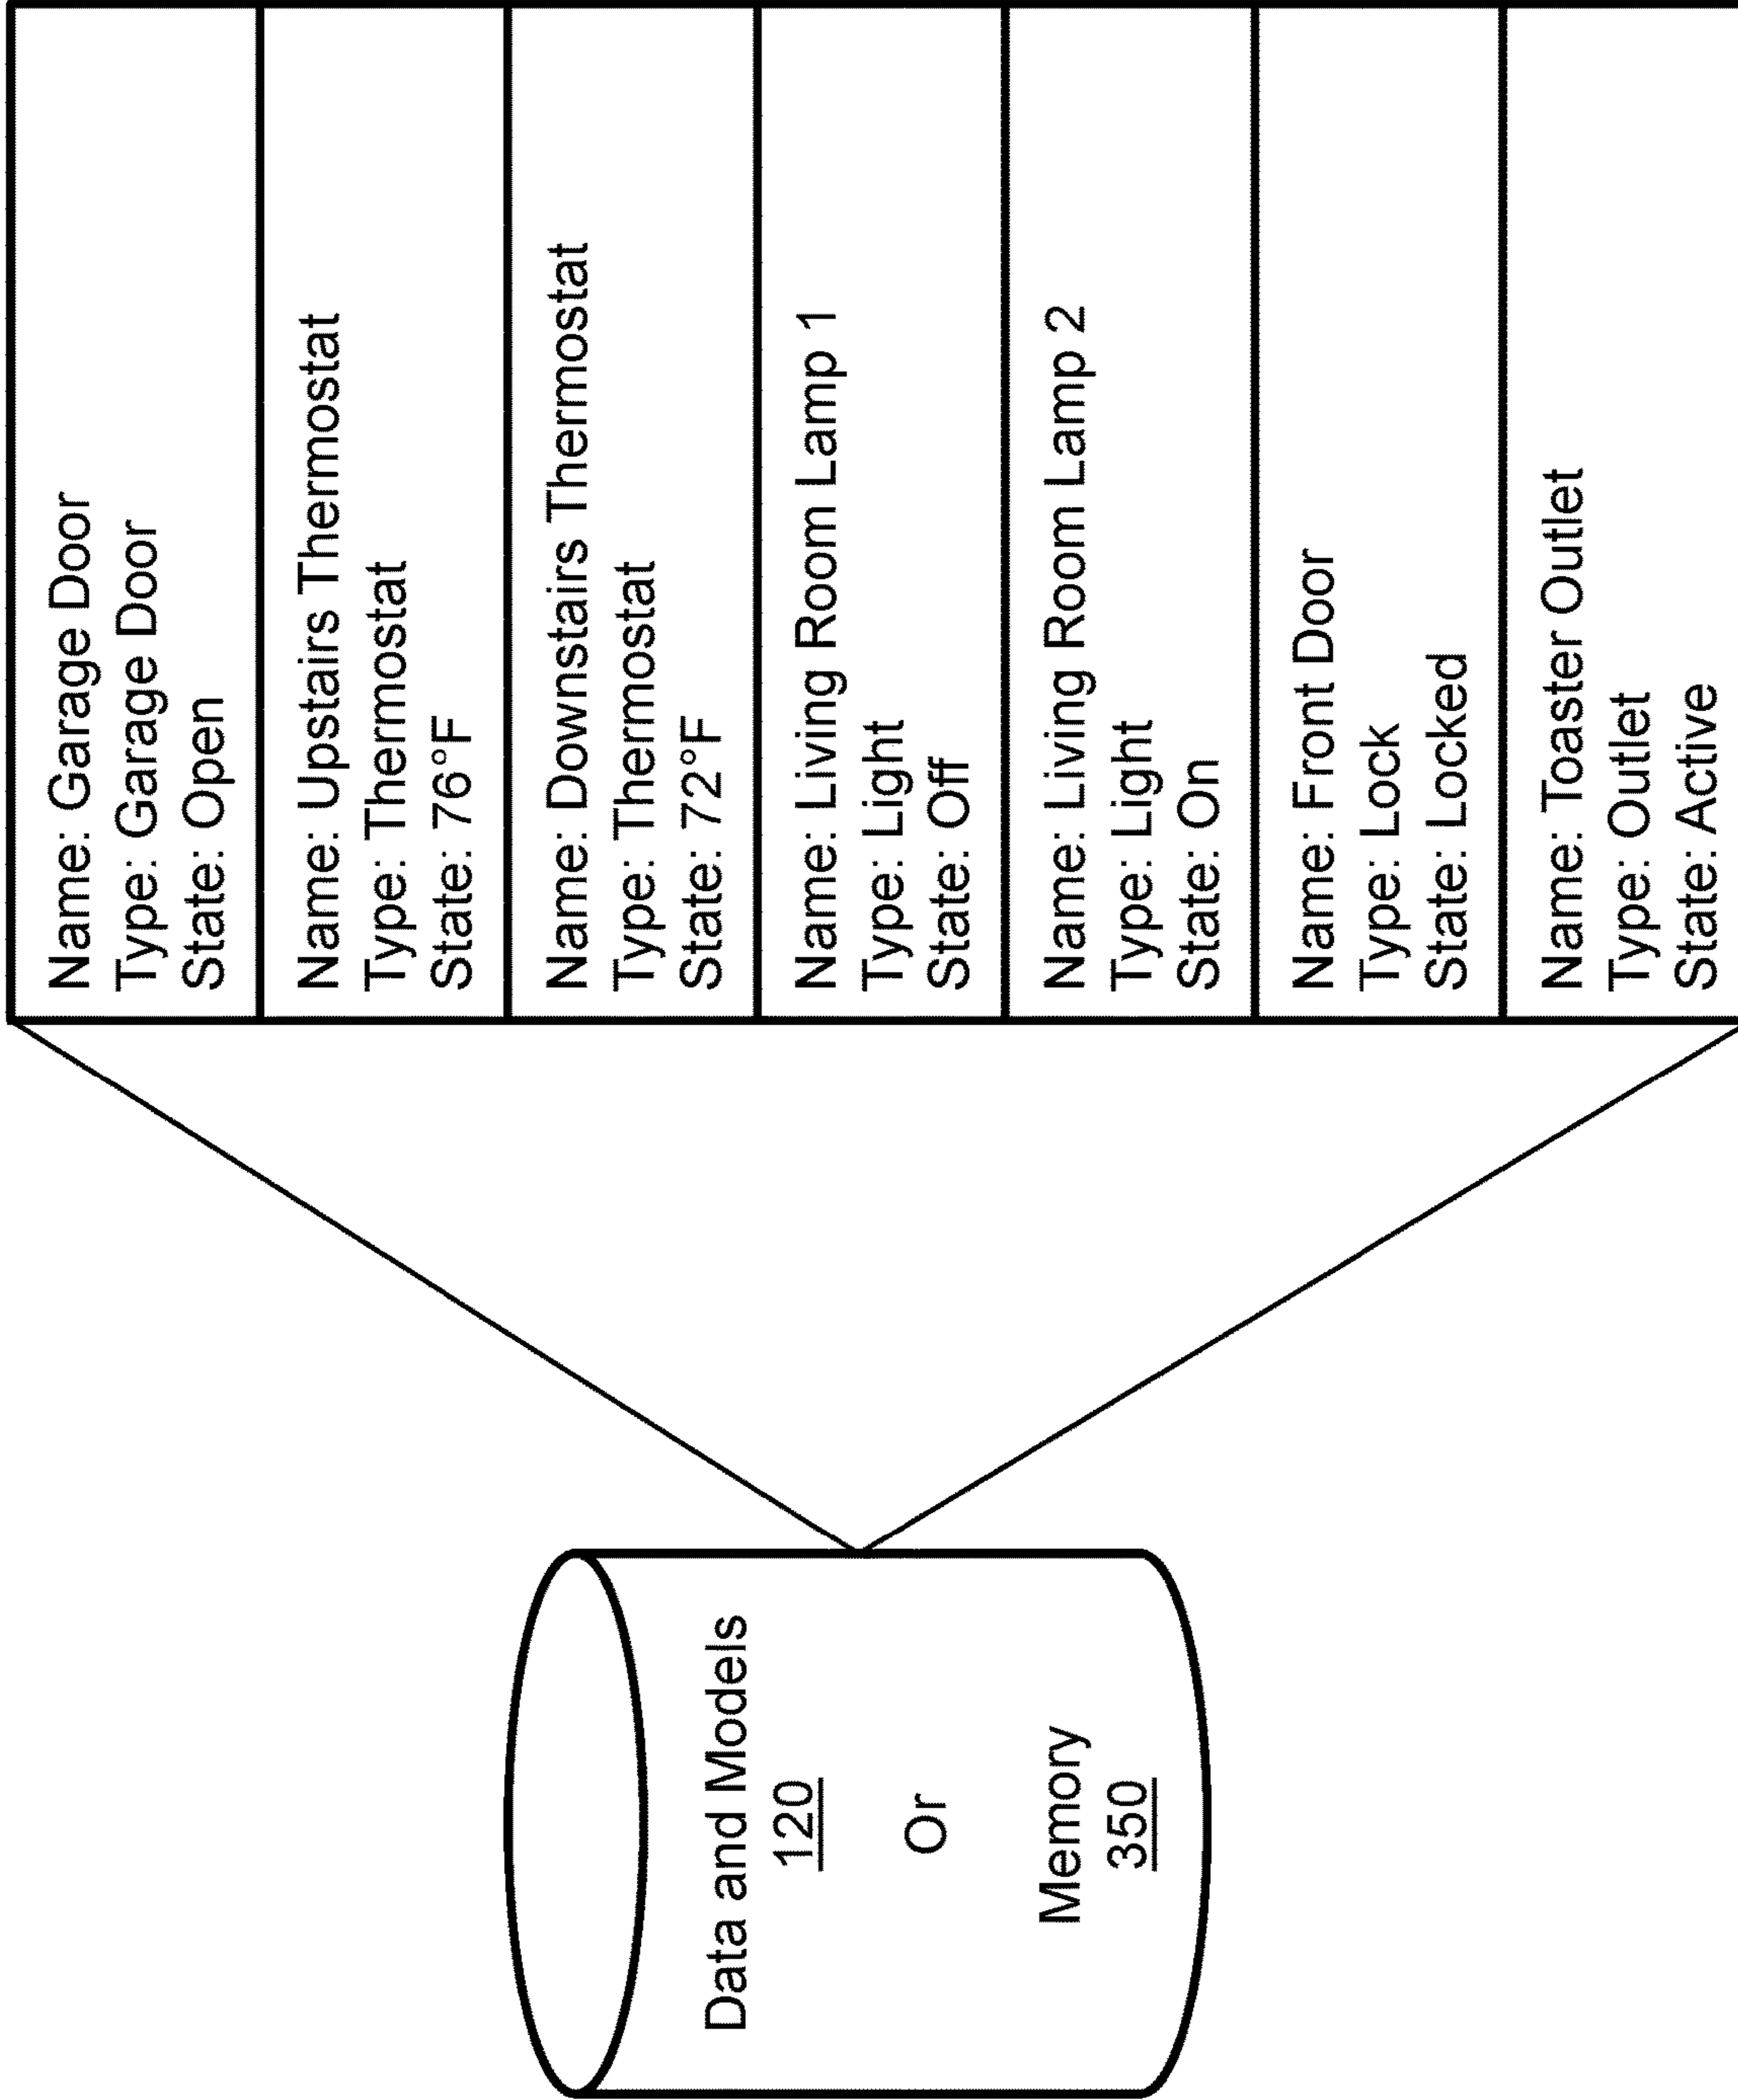 Data and Models
120
Or
Memory
350
Name: Garage Door
Type: Garage Door
State: Open
Name: Upstairs Thermostat
Type: Thermostat
State: 76°F
Name: Downstairs Thermostat
Type: Thermostat
State: 72°F
Name: Living Room Lamp 1
Type: Light
State: Off
Name: Living Room Lamp 2
Type: Light
State: On
Name: Front Door
Type: Lock
State: Locked
Name: Toaster Outlet
Type: Outlet
State: Active